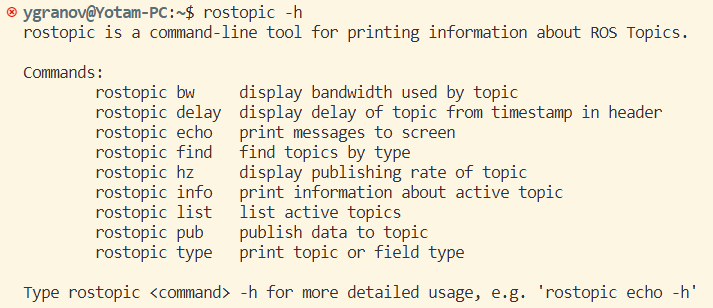 ygranov@Yotam-PC:~$ rostopic -h
rostopic is a command-line tool for printing information about ROS Topics.
Commands:
rostopic bw display bandwidth used by topic
rostopic delay display delay of topic from timestamp in header
rostopic echo print messages to screen
rostopic find find topics by type
rostopic hz display publishing rate of topic
rostopic info print information about active topic
rostopic list list active topics
rostopic pub publish data to topic
rostopic type print topic or field type
Type rostopic <command> -h for more detailed usage, e.g. 'rostopic echo -h'